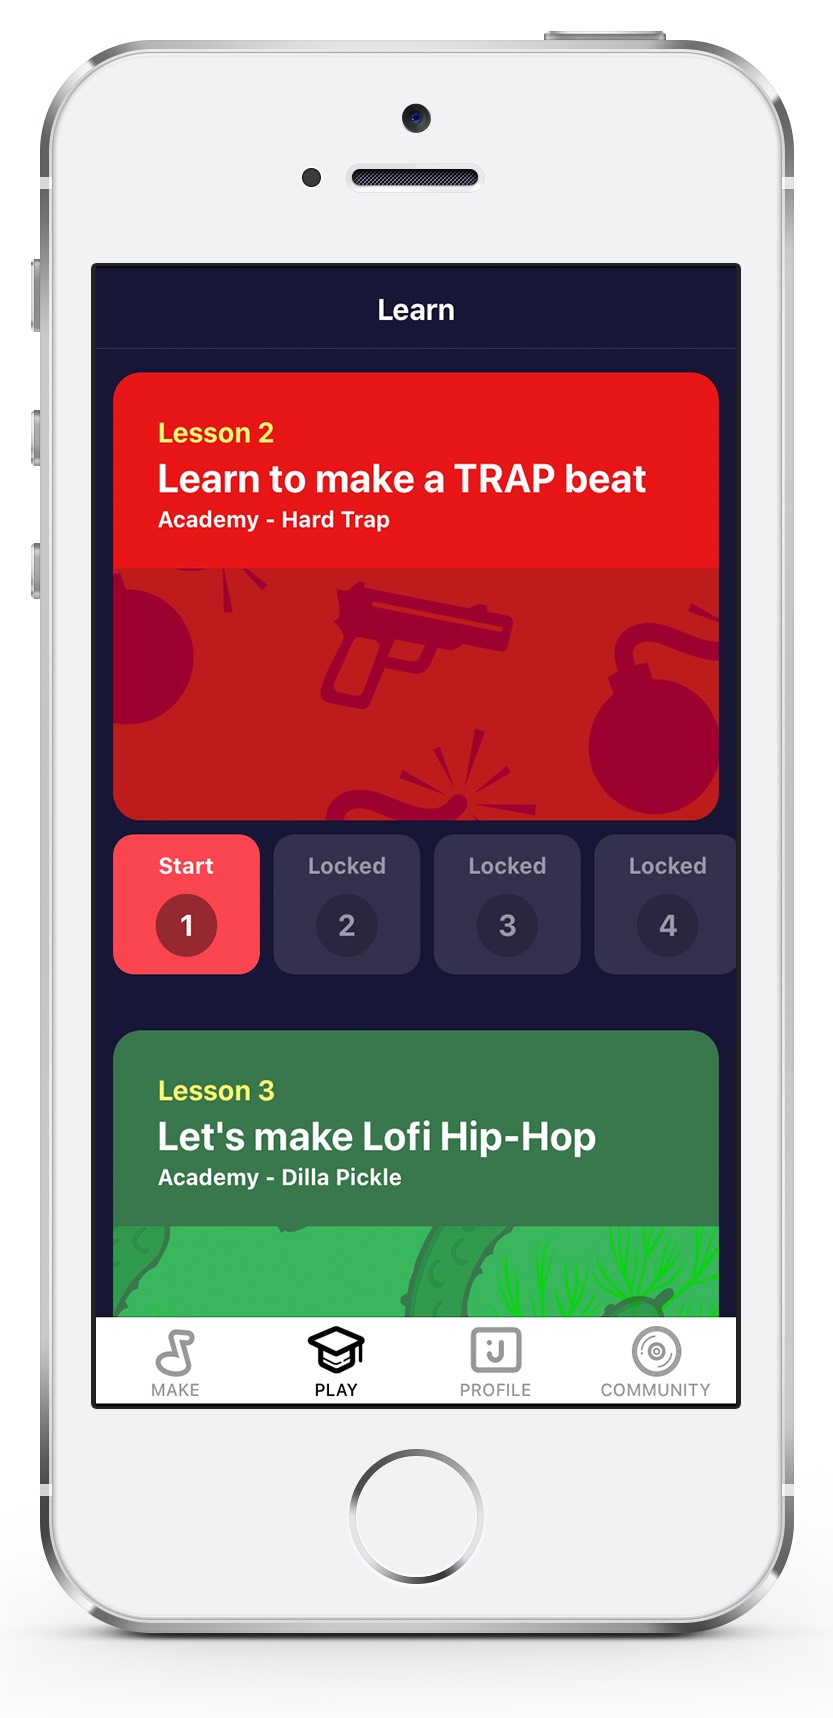 Learn
Lesson 2
Learn to make a TRAP beat
Academy - Hard Trap
Start
Locked
Locked
Locked
1
2
3
4
Lesson 3
Let's make Lofi Hip-Hop
Academy - Dilla Pickle
MAKE
PLAY
PROFILE
COMMUNITY